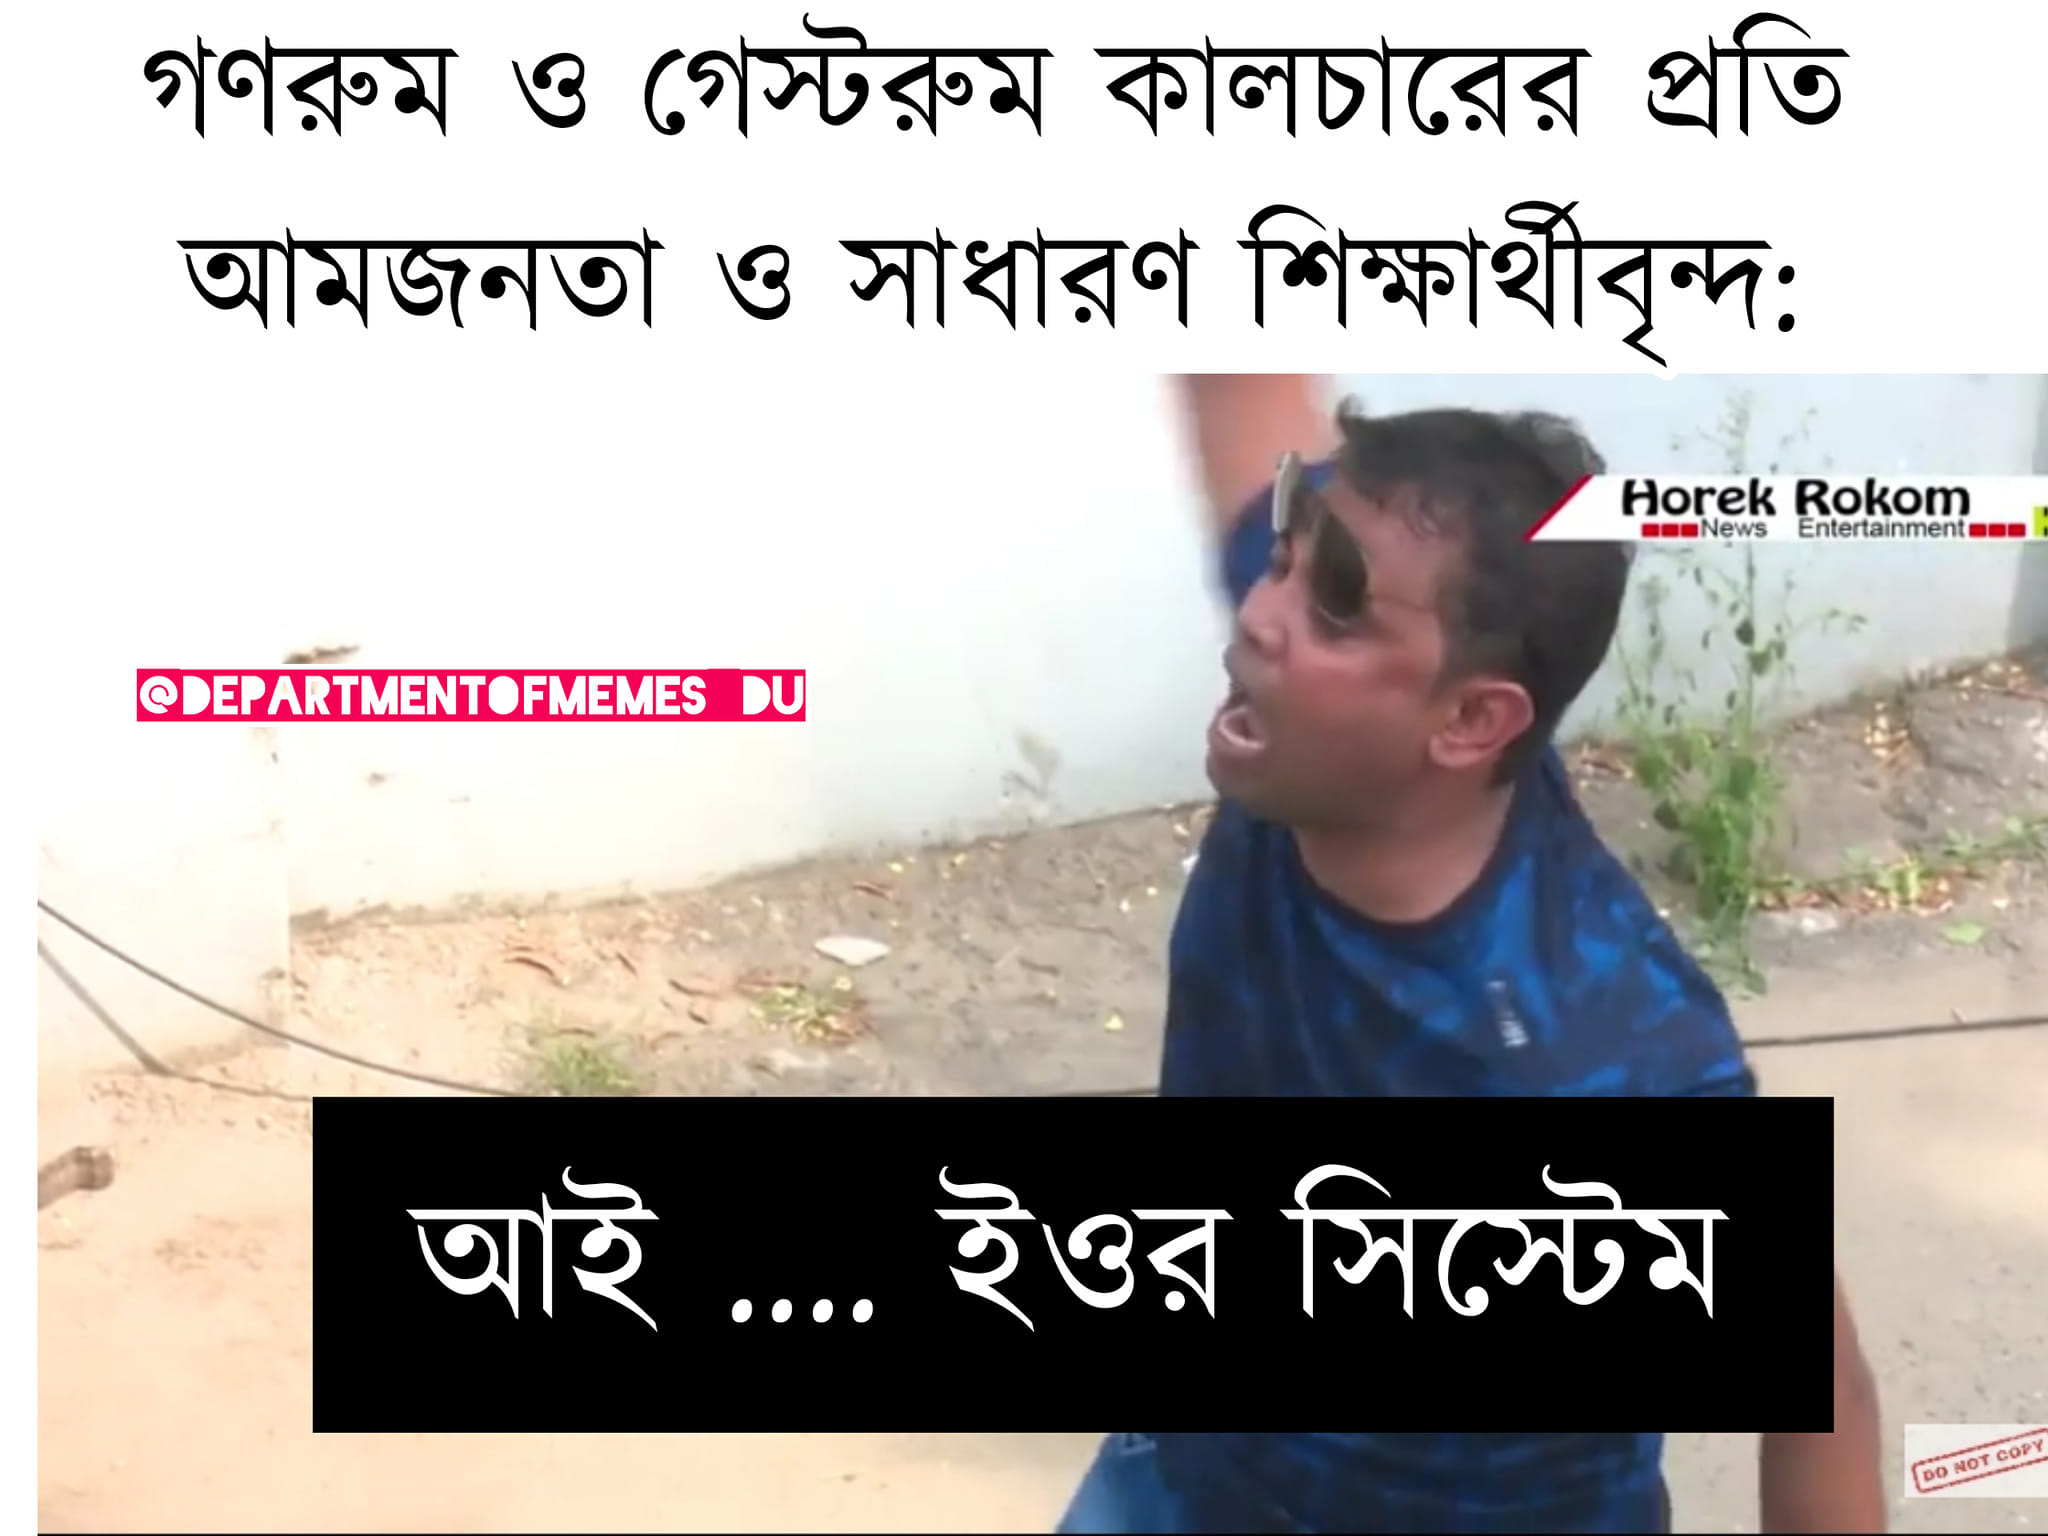 গণরুম ও গেস্টরুম কালচারের প্রতি
আমজনতা ও সাধারণ শিক্ষার্থীবৃন্দ:
Horek Rokom
News Entertainment
@DEPARTMENTOFMEMES_DU
আই .... ইওর সিস্টেম
DO NOT COPY